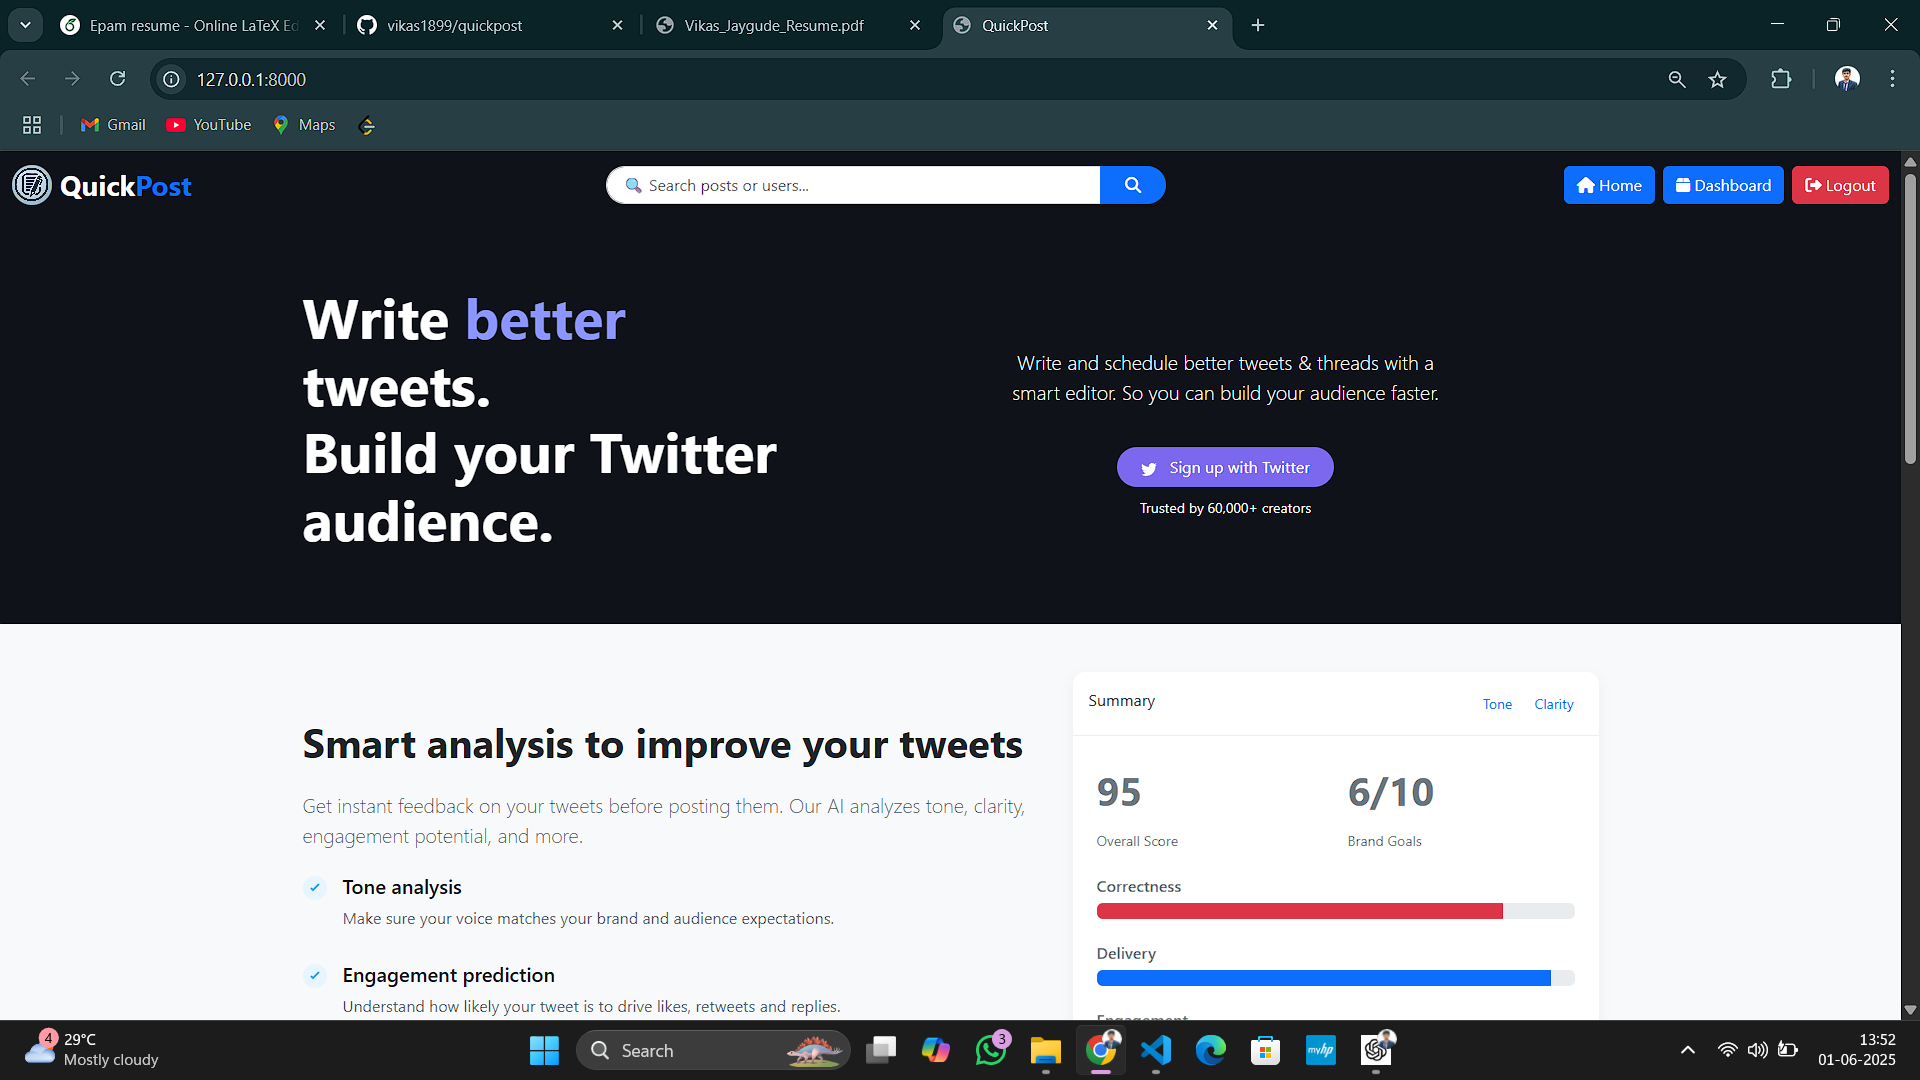 Epam resume - Online LaTeX Ed
vikas1899/quickpost
Vikas_Jaygude_Resume.pdf
QuickPost
127.0.0.1:8000
Gmail
YouTube
Maps
QuickPost
Search posts or users...
Home
Dashboard
Logout
Write better
tweets.
Build your Twitter
audience.
Write and schedule better tweets & threads with a
smart editor. So you can build your audience faster.
Sign up with Twitter
Trusted by 60,000+ creators
Smart analysis to improve your tweets
Get instant feedback on your tweets before posting them. Our AI analyzes tone, clarity,
engagement potential, and more.
Tone analysis
Make sure your voice matches your brand and audience expectations.
Engagement prediction
Understand how likely your tweet is to drive likes, retweets and replies.
Summary
Tone
Clarity
95
6/10
Overall Score
Brand Goals
Correctness
Delivery
Engagement
4
29°C
Mostly cloudy
Search
3
myhp
13:52
01-06-2025